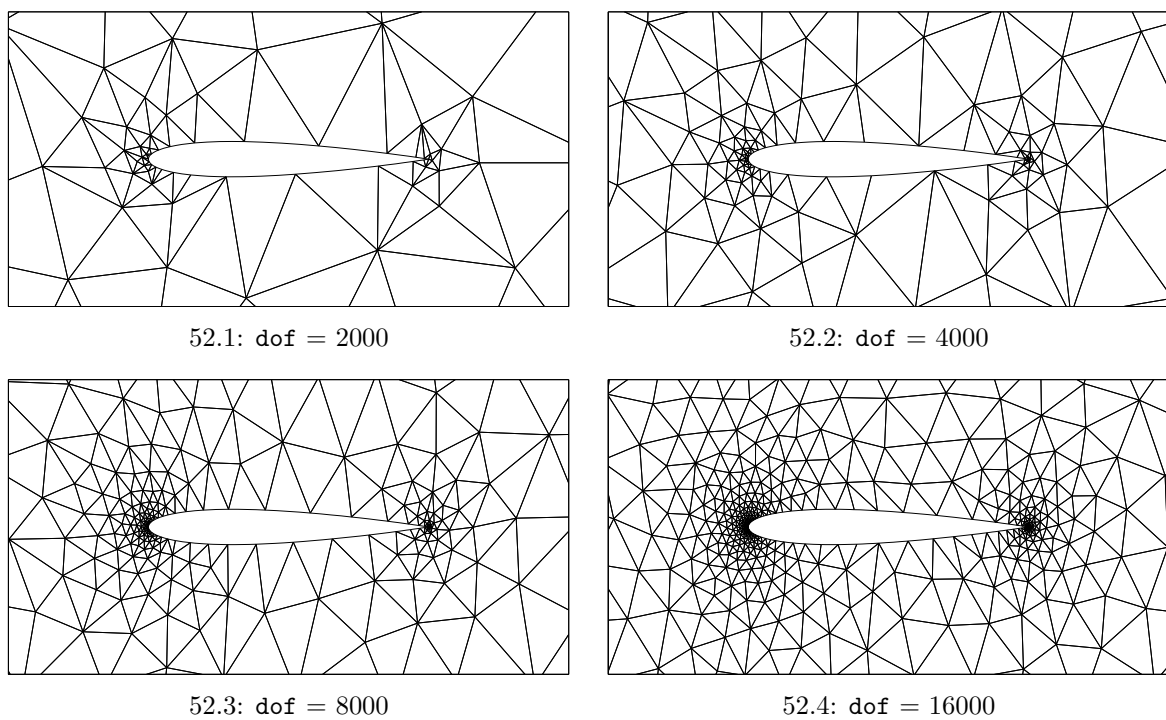 52.1: dof = 2000
52.2: dof = 4000
52.3: dof = 8000
52.4: dof = 16000